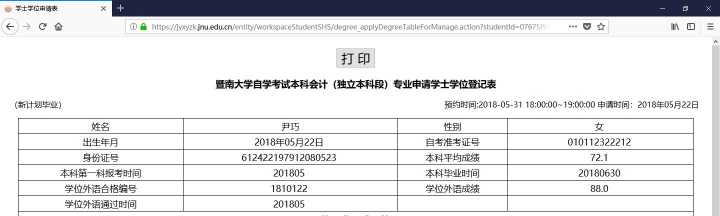 学士学位申请表
https://jyxyzk.jnu.edu.cn/entity/workspaceStudentSHS/degree_applyDegreeTableForManage.action?studentId=
打 印
暨南大学自学考试本科会计（独立本科段）专业申请学士学位登记表
(新计划毕业) 预约时间:2018-05-31 18:00:00~19:00:00 申请时间：2018年05月22日
姓名 尹巧 性别 女
出生年月 2018年05月22日 自考准考证号 010112322212
身份证号 612422197912080523 本科平均成绩 72.1
本科第一科报考时间 201805 本科毕业时间 20180630
学位外语合格编号 1810122 学位外语成绩 88.0
学位外语通过时间 201805